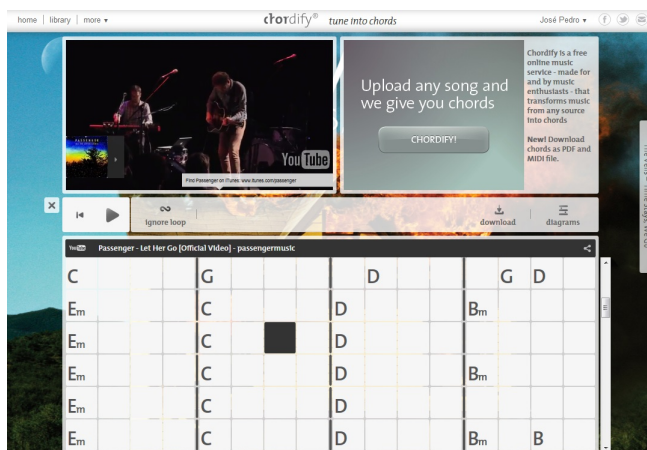 home library more ▾
chordify® tune into chords
José Pedro ▾
PASSENGER
YouTube
Find Passenger on iTunes: www.itunes.com/passenger
Upload any song and
we give you chords
CHORDIFY!
Chordify is a free
online music
service - made for
and by music
enthusiasts - that
transforms music
from any source
into chords
New! Download
chords as PDF and
MIDI file.
ignore loop
download
diagrams
YouTube Passenger - Let Her Go [Official Video] - passengermusic
C G D G D
Em C D Bm
Em C D
Em C D Bm
Em C D
Em C D Bm B